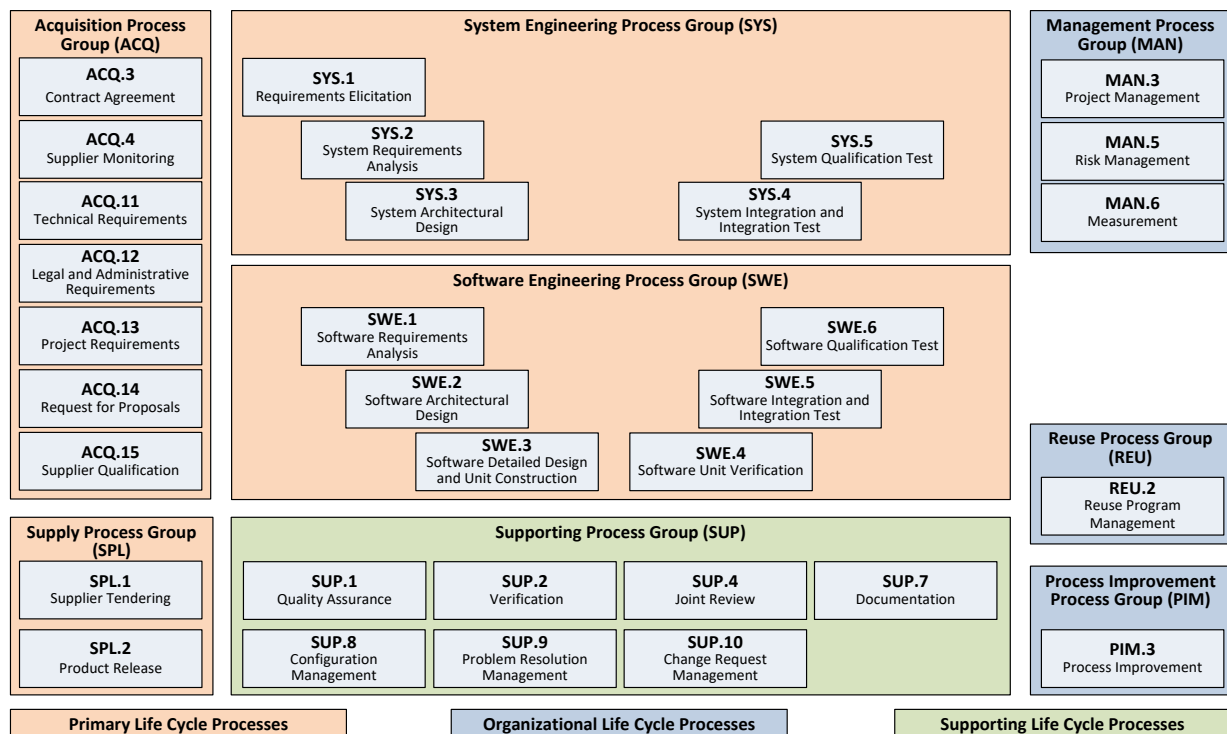 Acquisition Process
Group (ACQ)
ACQ.3
Contract Agreement
ACQ.4
Supplier Monitoring
ACQ.11
Technical Requirements
ACQ.12
Legal and Administrative
Requirements
ACQ.13
Project Requirements
ACQ.14
Request for Proposals
ACQ.15
Supplier Qualification
System Engineering Process Group (SYS)
SYS.1
Requirements Elicitation
SYS.2
System Requirements
Analysis
SYS.3
System Architectural
Design
SYS.5
System Qualification Test
SYS.4
System Integration and
Integration Test
Software Engineering Process Group (SWE)
SWE.1
Software Requirements
Analysis
SWE.2
Software Architectural
Design
SWE.3
Software Detailed Design
and Unit Construction
SWE.6
Software Qualification Test
SWE.5
Software Integration and
Integration Test
SWE.4
Software Unit Verification
Management Process
Group (MAN)
MAN.3
Project Management
MAN.5
Risk Management
MAN.6
Measurement
Reuse Process Group
(REU)
REU.2
Reuse Program
Management
Supply Process Group
(SPL)
SPL.1
Supplier Tendering
SPL.2
Product Release
Supporting Process Group (SUP)
SUP.1
Quality Assurance
SUP.2
Verification
SUP.4
Joint Review
SUP.7
Documentation
SUP.8
Configuration
Management
SUP.9
Problem Resolution
Management
SUP.10
Change Request
Management
Process Improvement
Process Group (PIM)
PIM.3
Process Improvement
Primary Life Cycle Processes
Organizational Life Cycle Processes
Supporting Life Cycle Processes